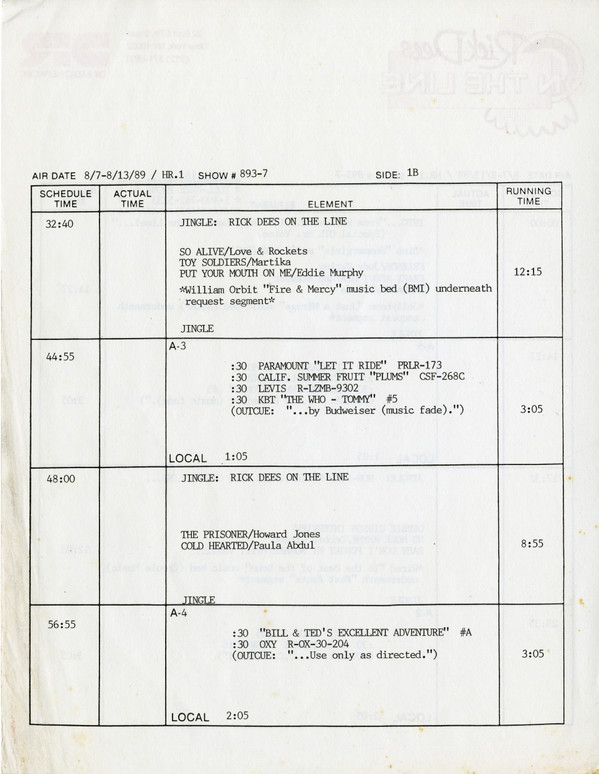 AIR DATE 8/7-8/13/89 / HR.1 SHOW # 893-7 SIDE: 1B
SCHEDULE TIME ACTUAL TIME ELEMENT RUNNING TIME
32:40 JINGLE: RICK DEES ON THE LINE
SO ALIVE/Love & Rockets
TOY SOLDIERS/Martika
PUT YOUR MOUTH ON ME/Eddie Murphy 12:15
*William Orbit "Fire & Mercy" music bed (BMI) underneath
request segment*
JINGLE
44:55 A-3
:30 PARAMOUNT "LET IT RIDE" PRLR-173
:30 CALIF. SUMMER FRUIT "PLUMS" CSF-268C
:30 LEVIS R-LZMB-9302
:30 KBT "THE WHO - TOMMY" #5
(OUTCUE: "...by Budweiser (music fade).") 3:05
LOCAL 1:05
48:00 JINGLE: RICK DEES ON THE LINE
THE PRISONER/Howard Jones
COLD HEARTED/Paula Abdul 8:55
JINGLE
56:55 A-4
:30 "BILL & TED'S EXCELLENT ADVENTURE" #A
:30 OXY R-OX-30-204
(OUTCUE: "...Use only as directed.") 3:05
LOCAL 2:05